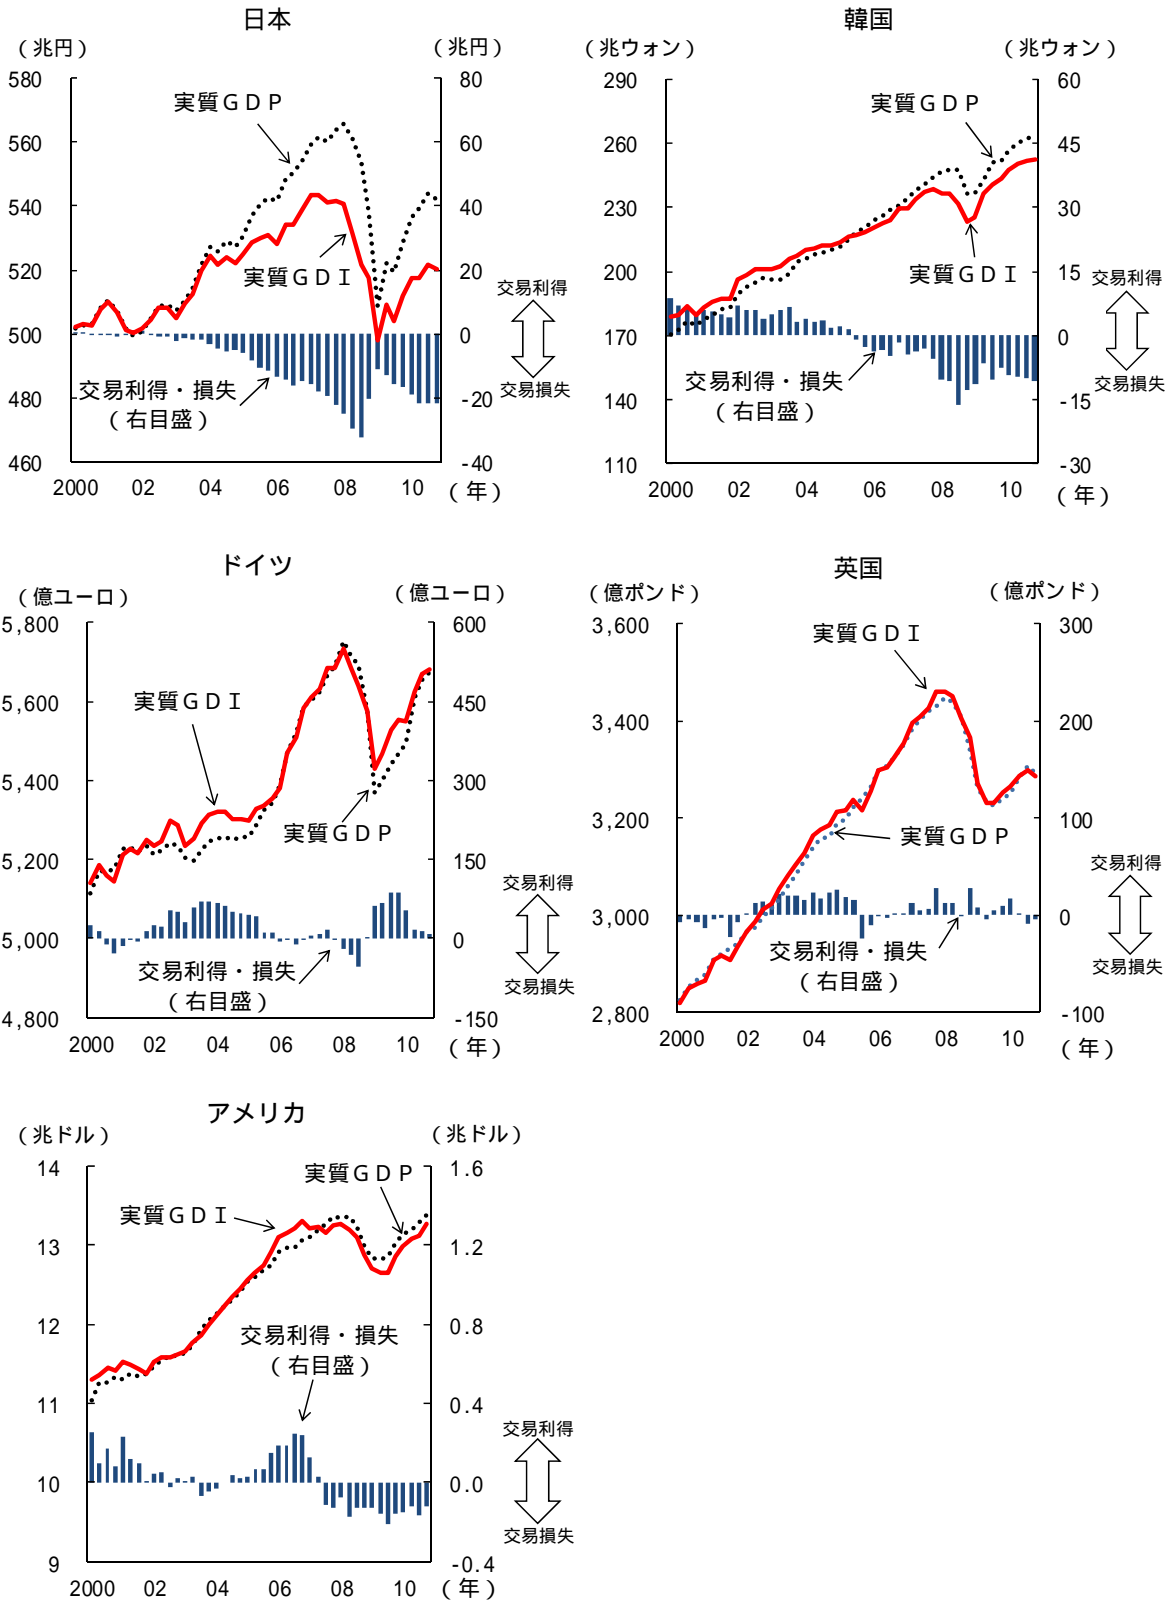 日本
（兆円）
（兆円）
580
560
540
520
500
480
460
80
60
40
20
0
-20
-40
実質ＧＤＰ
実質ＧＤＩ
交易利得・損失
（右目盛）
交易利得
交易損失
2000 02 04 06 08 10 （年）
韓国
（兆ウォン）
（兆ウォン）
290
260
230
200
170
140
110
60
45
30
15
0
-15
-30
実質ＧＤＰ
実質ＧＤＩ
交易利得・損失
（右目盛）
交易利得
交易損失
2000 02 04 06 08 10 （年）
ドイツ
（億ユーロ）
（億ユーロ）
5,800
5,600
5,400
5,200
5,000
4,800
600
450
300
150
0
-150
実質ＧＤＩ
実質ＧＤＰ
交易利得・損失
（右目盛）
交易利得
交易損失
2000 02 04 06 08 10 （年）
英国
（億ポンド）
（億ポンド）
3,600
3,400
3,200
3,000
2,800
300
200
100
0
-100
実質ＧＤＩ
実質ＧＤＰ
交易利得・損失
（右目盛）
交易利得
交易損失
2000 02 04 06 08 10 （年）
アメリカ
（兆ドル）
（兆ドル）
14
13
12
11
10
9
1.6
1.2
0.8
0.4
0.0
-0.4
実質ＧＤＰ
実質ＧＤＩ
交易利得・損失
（右目盛）
交易利得
交易損失
2000 02 04 06 08 10 （年）